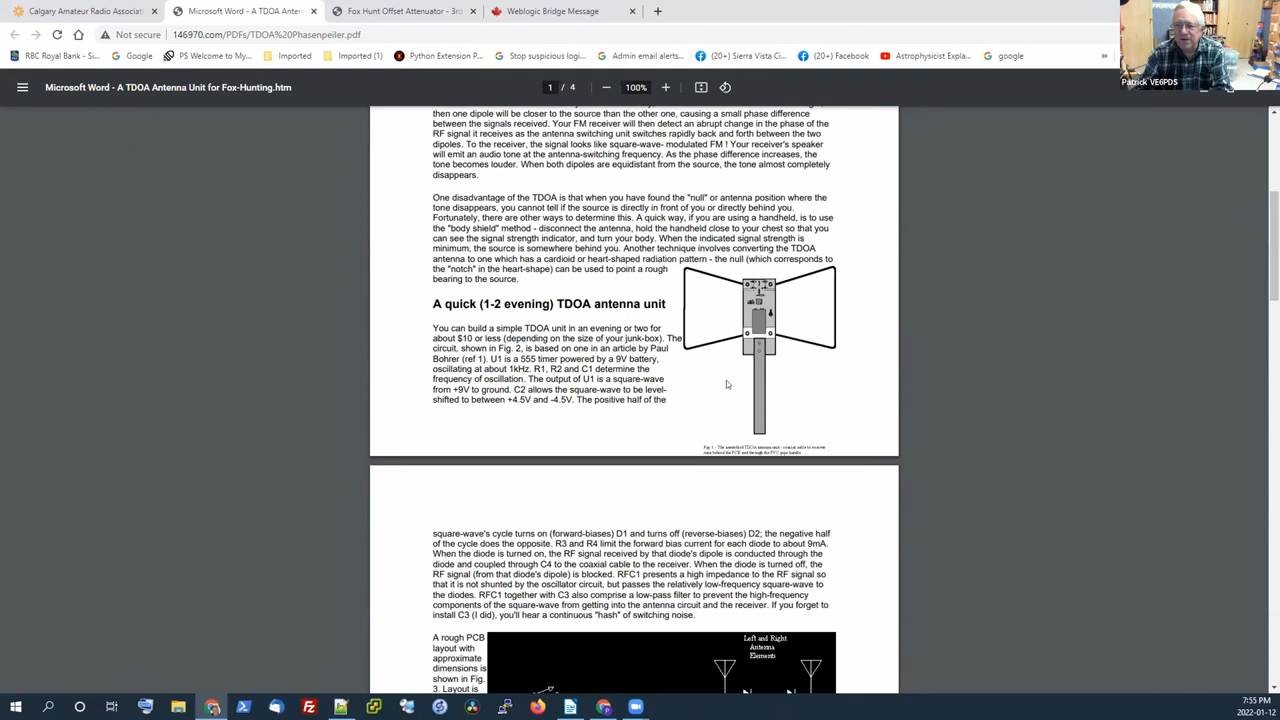 Calgary Amateur Radio Associatio
Microsoft Word - A TDOA Anten
Fox Hunt Offset Attenuator - 3rd
Weblogic Bridge Message
Not secure
146970.com/PDFs/TDOA%20Phasenpeiler.pdf
RBC Royal Bank - Si...
Google
PS Welcome to My...
Imported
Imported (1)
Python Extension P...
Stop suspicious logi...
Admin email alerts...
(20+) Sierra Vista Ci...
(20+) Facebook
Astrophysicist Expla...
google
Patrick VE6PDS
Microsoft Word - A TDOA Antenna Unit for Fox-Hunting.htm
1 / 4
100%
then one dipole will be closer to the source than the other one, causing a small phase difference
between the signals received. Your FM receiver will then detect an abrupt change in the phase of the
RF signal it receives as the antenna switching unit switches rapidly back and forth between the two
dipoles. To the receiver, the signal looks like square-wave- modulated FM ! Your receiver's speaker
will emit an audio tone at the antenna-switching frequency. As the phase difference increases, the
tone becomes louder. When both dipoles are equidistant from the source, the tone almost completely
disappears.
One disadvantage of the TDOA is that when you have found the "null" or antenna position where the
tone disappears, you cannot tell if the source is directly in front of you or directly behind you.
Fortunately, there are other ways to determine this. A quick way, if you are using a handheld, is to use
the "body shield" method - disconnect the antenna, hold the handheld close to your chest so that you
can see the signal strength indicator, and turn your body. When the indicated signal strength is
minimum, the source is somewhere behind you. Another technique involves converting the TDOA
antenna to one which has a cardioid or heart-shaped radiation pattern - the null (which corresponds to
the "notch" in the heart-shape) can be used to point a rough
bearing to the source.
A quick (1-2 evening) TDOA antenna unit
You can build a simple TDOA unit in an evening or two for
about $10 or less (depending on the size of your junk-box). The
circuit, shown in Fig. 2, is based on one in an article by Paul
Bohrer (ref 1). U1 is a 555 timer powered by a 9V battery,
oscillating at about 1kHz. R1, R2 and C1 determine the
frequency of oscillation. The output of U1 is a square-wave
from +9V to ground. C2 allows the square-wave to be level-
shifted to between +4.5V and -4.5V. The positive half of the
Fig 1 - The assembled TDOA antenna unit - coaxial cable to receiver
runs behind the PCB and through the PVC pipe handle
square-wave's cycle turns on (forward-biases) D1 and turns off (reverse-biases) D2; the negative half
of the cycle does the opposite. R3 and R4 limit the forward bias current for each diode to about 9mA.
When the diode is turned on, the RF signal received by that diode's dipole is conducted through the
diode and coupled through C4 to the coaxial cable to the receiver. When the diode is turned off, the
RF signal (from that diode's dipole) is blocked. RFC1 presents a high impedance to the RF signal so
that it is not shunted by the oscillator circuit, but passes the relatively low-frequency square-wave to
the diodes. RFC1 together with C3 also comprise a low-pass filter to prevent the high-frequency
components of the square-wave from getting into the antenna circuit and the receiver. If you forget to
install C3 (I did), you'll hear a continuous "hash" of switching noise.
A rough PCB
layout with
approximate
dimensions is
shown in Fig.
3. Layout is
Left and Right
Antenna
Elements
7:55 PM
2022-01-12